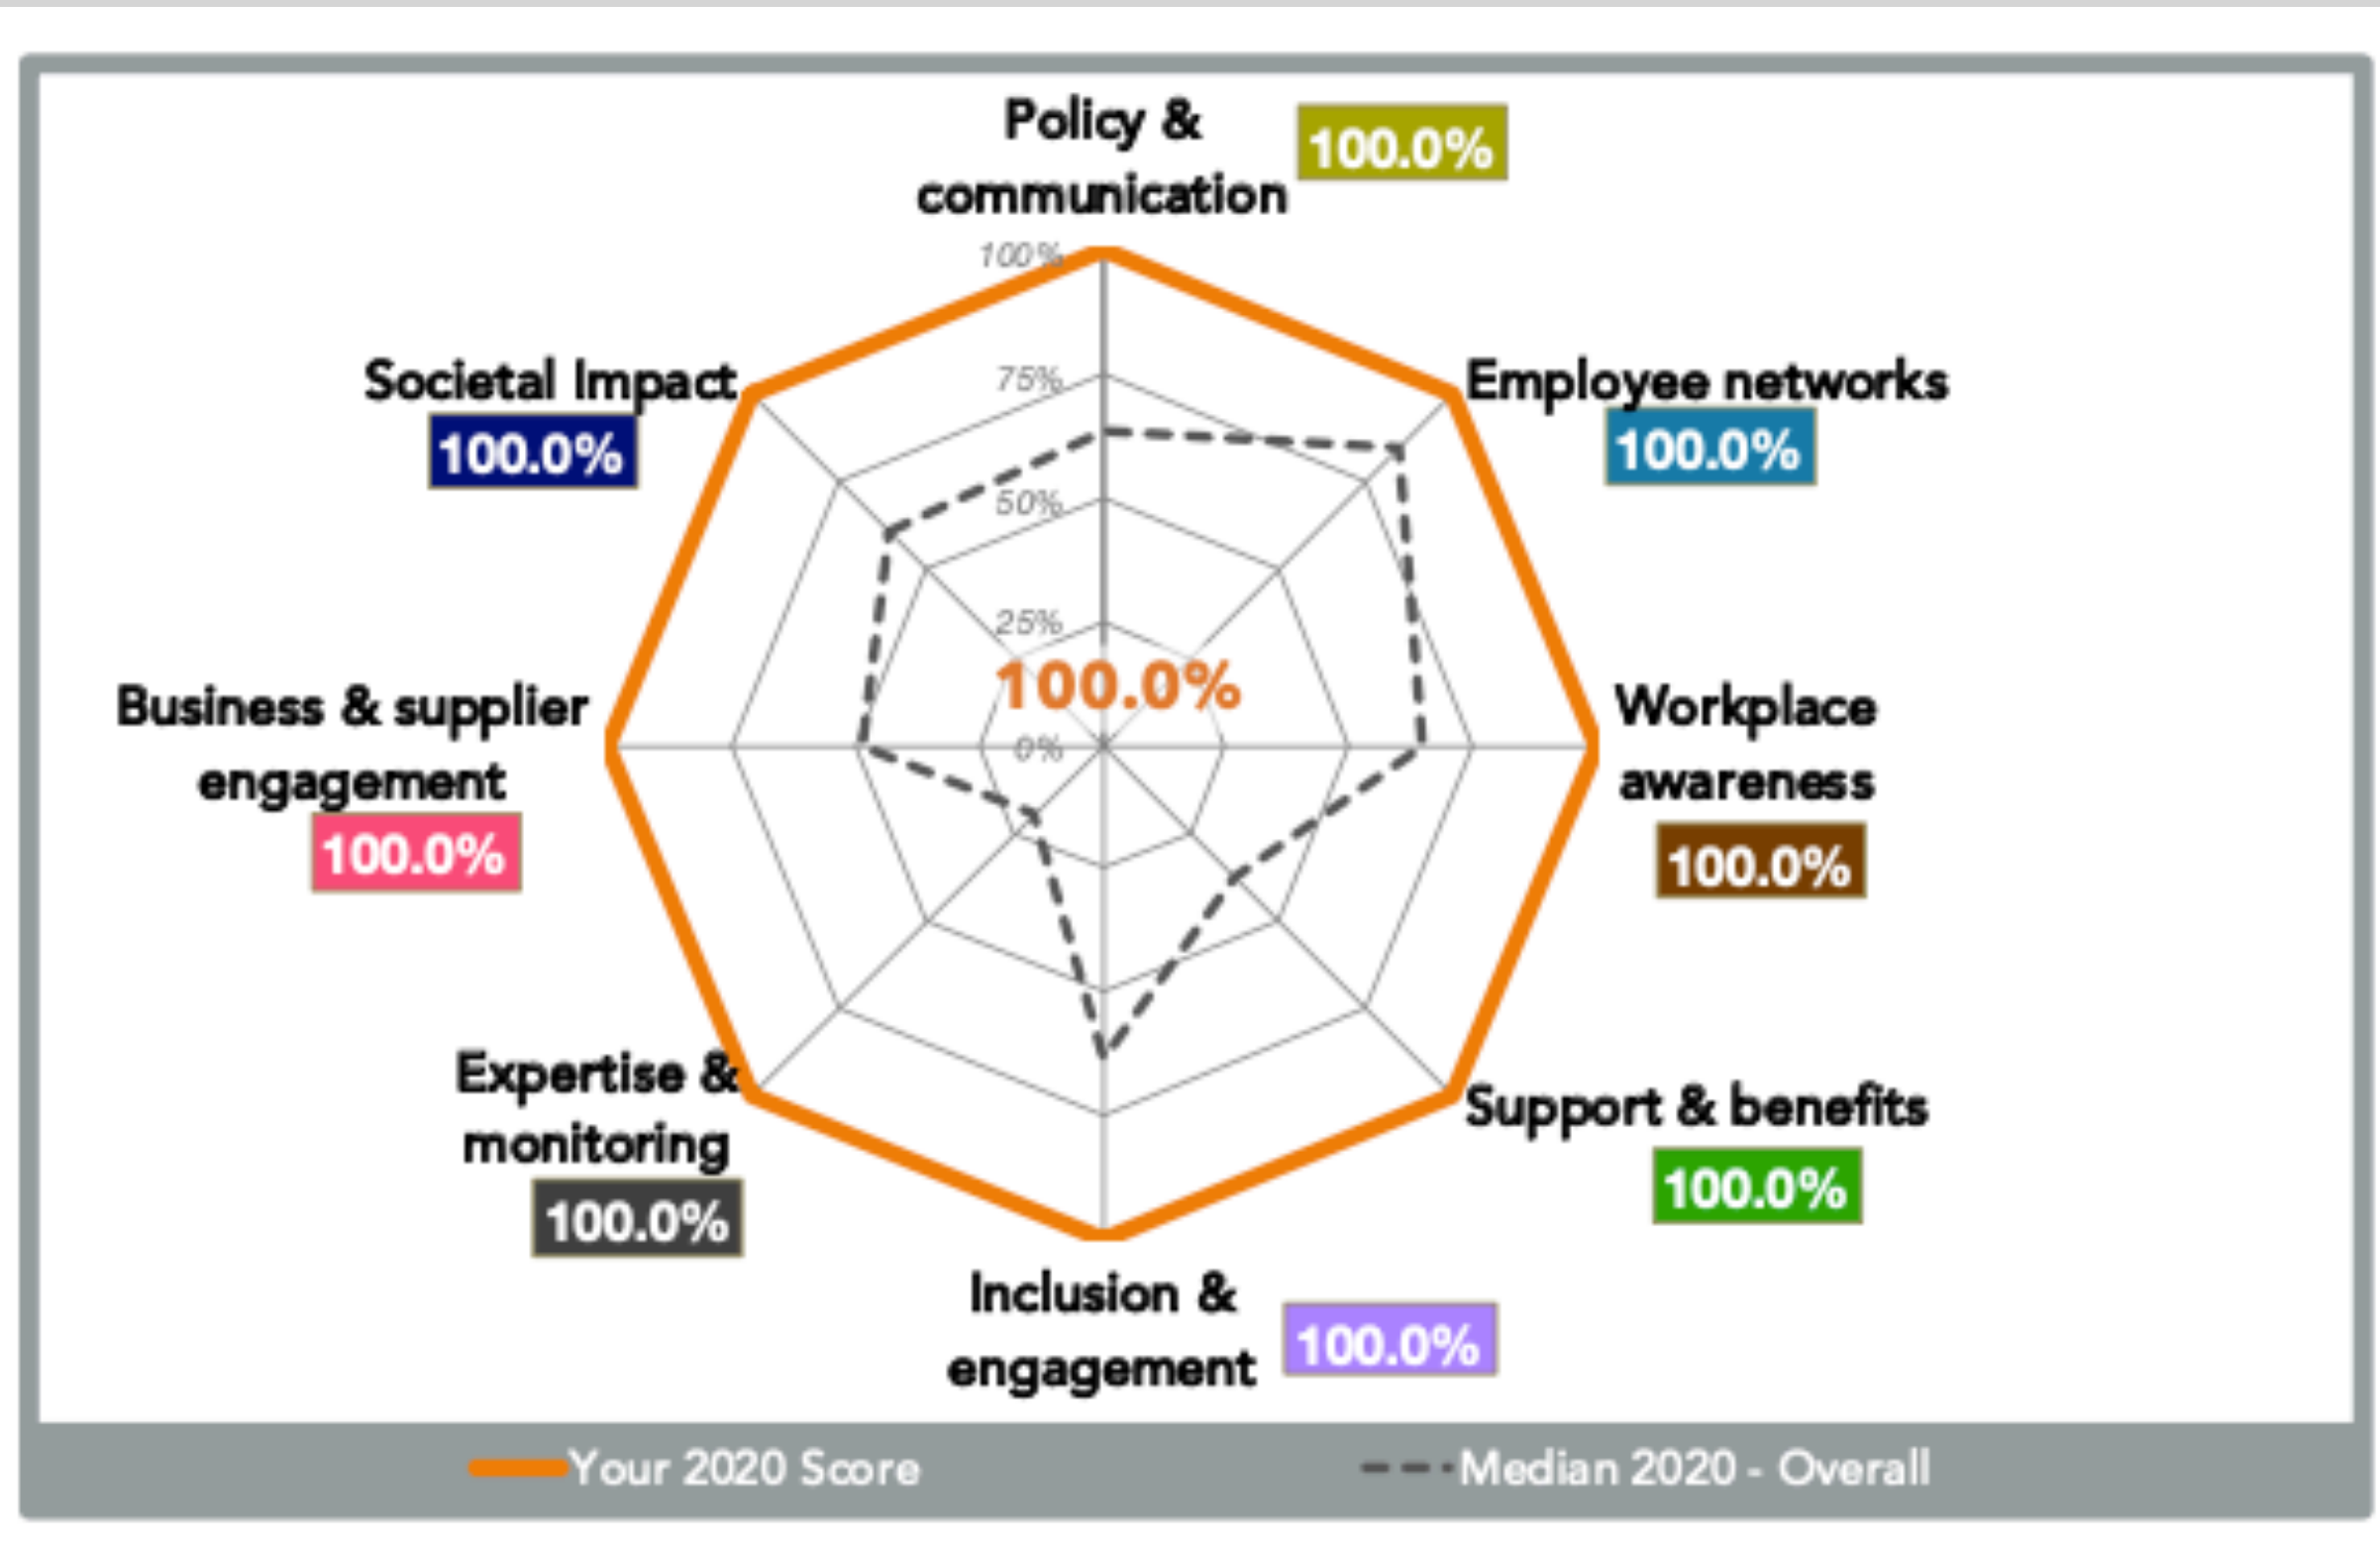 Policy &
communication
100.0%
100%
Societal Impact
100.0%
Employee networks
100.0%
75%
50%
25%
100.0%
0%
Business & supplier
engagement
100.0%
Workplace
awareness
100.0%
Expertise &
monitoring
100.0%
Support & benefits
100.0%
Inclusion &
engagement
100.0%
Your 2020 Score
Median 2020 - Overall